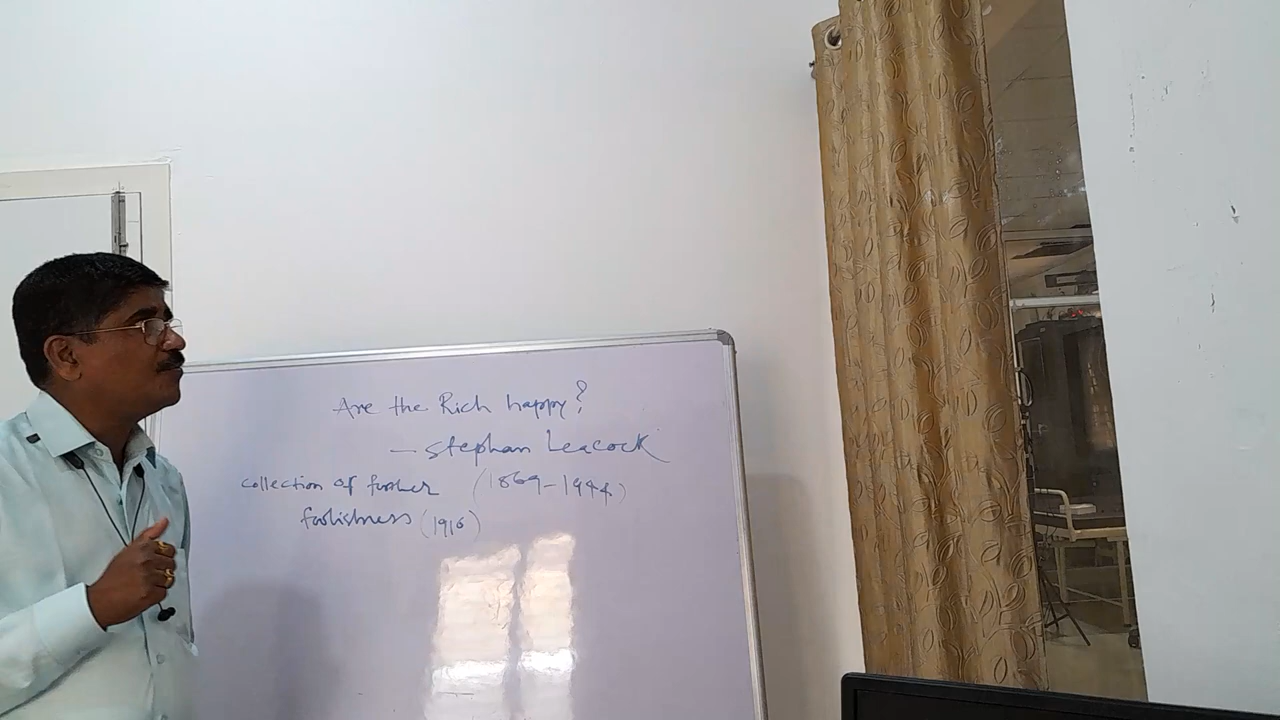 Are the Rich happy?
— Stephan Leacock
collection of further (1869-1944)
foolishness (1916)